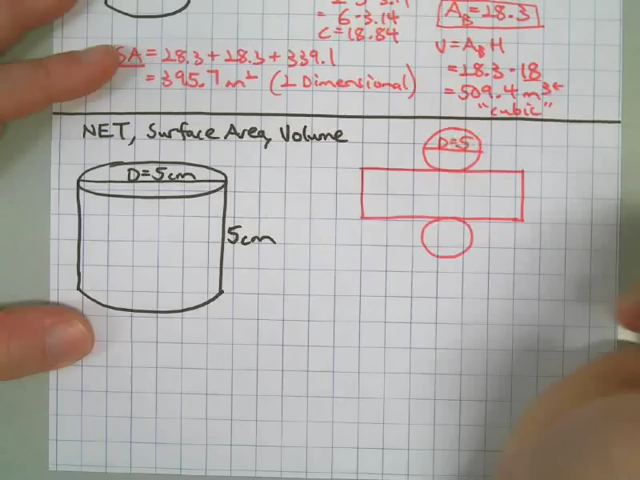 = 6·3.14
C = 18.84
A_B = 28.3
SA = 28.3 + 28.3 + 339.1
= 395.7 m² (2 Dimensional)
V = A_B H
= 28.3 · 18
= 509.4 m³
"cubic"
NET, Surface Area, Volume
D=5cm
5cm
D=5